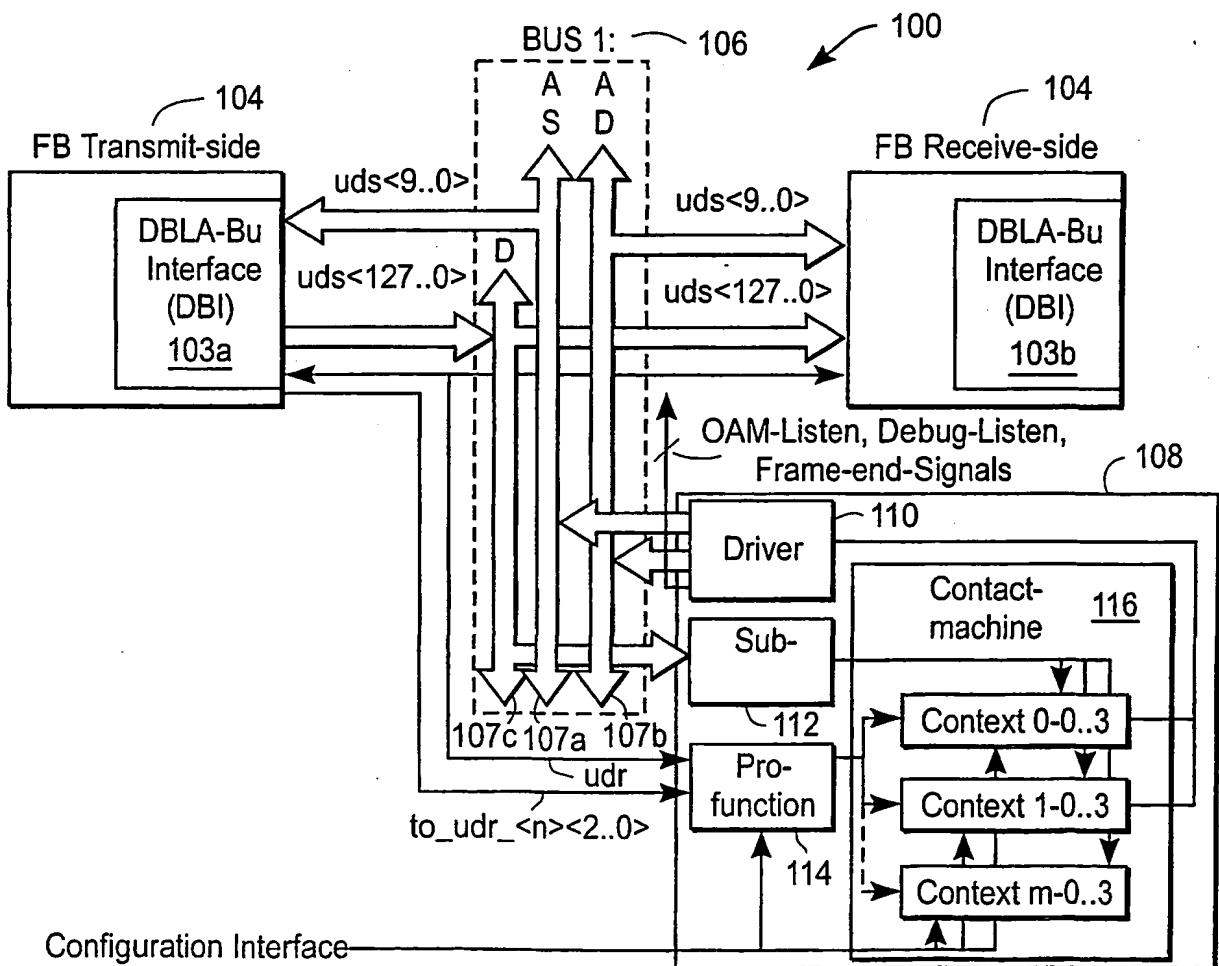 BUS 1:
106
100
104
FB Transmit-side
A
S
A
D
104
FB Receive-side
uds<9..0>
uds<9..0>
DBLA-Bu
Interface
(DBI)
103a
D
uds<127..0>
uds<127..0>
DBLA-Bu
Interface
(DBI)
103b
OAM-Listen, Debug-Listen,
Frame-end-Signals
108
110
Driver
Contact-
machine
116
Sub-
112
Context 0-0..3
107c
107a
107b
udr
Pro-
function
Context 1-0..3
to_udr_<n><2..0>
114
Context m-0..3
Configuration Interface